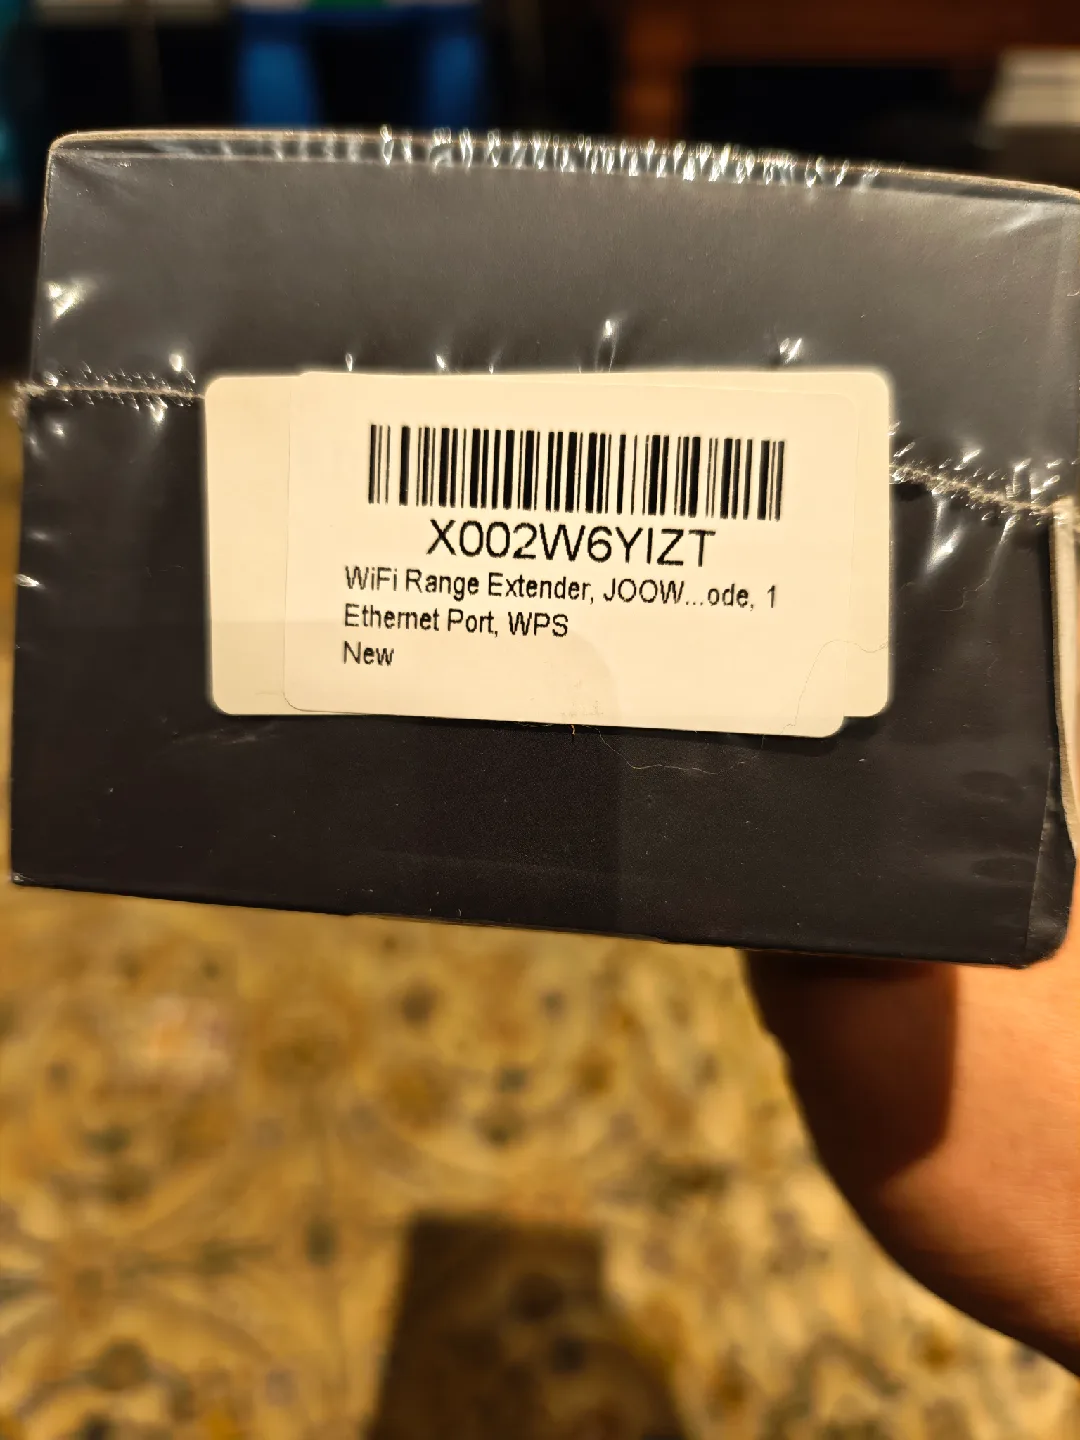 X002W6YIZT
WiFi Range Extender, JOOW...ode, 1
Ethernet Port, WPS
New